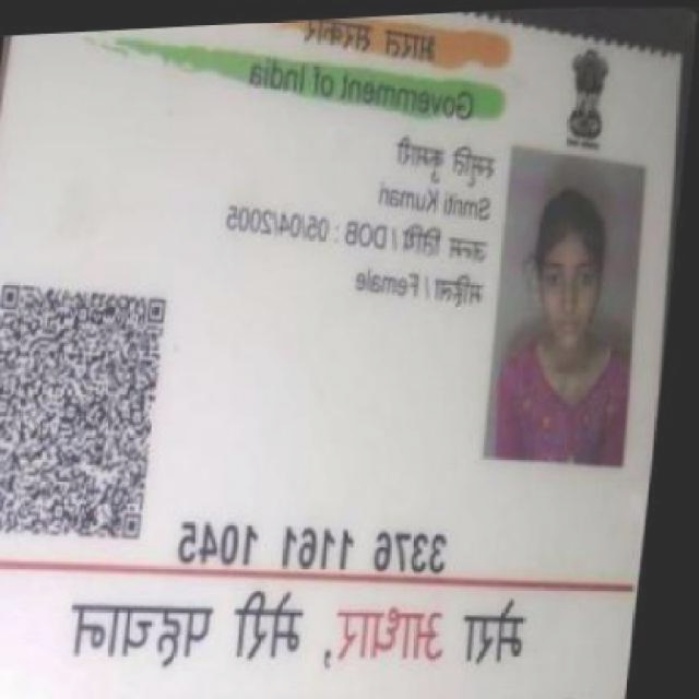 भारत सरकार
Government of India
स्मृति कुमारी
Smriti Kumari
जन्म तिथि / DOB : 05/04/2005
महिला / Female
3376 1161 1045
मेरा आधार, मेरी पहचान